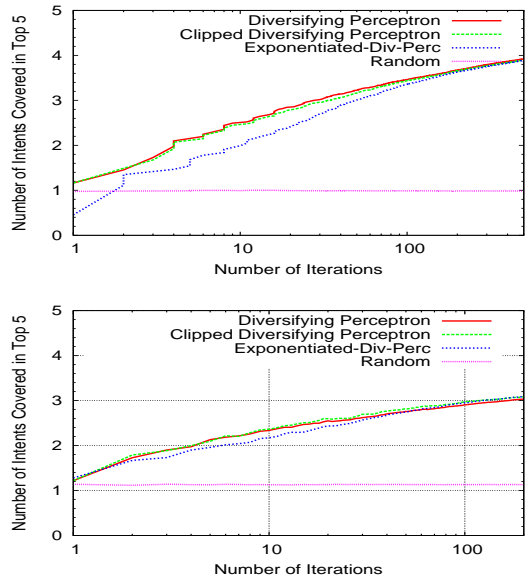 Number of Intents Covered in Top 5
5
4
3
2
1
0
Diversifying Perceptron
Clipped Diversifying Perceptron
Exponentiated-Div-Perc
Random
1
10
100
Number of Iterations
Number of Intents Covered in Top 5
5
4
3
2
1
0
Diversifying Perceptron
Clipped Diversifying Perceptron
Exponentiated-Div-Perc
Random
1
10
100
Number of Iterations